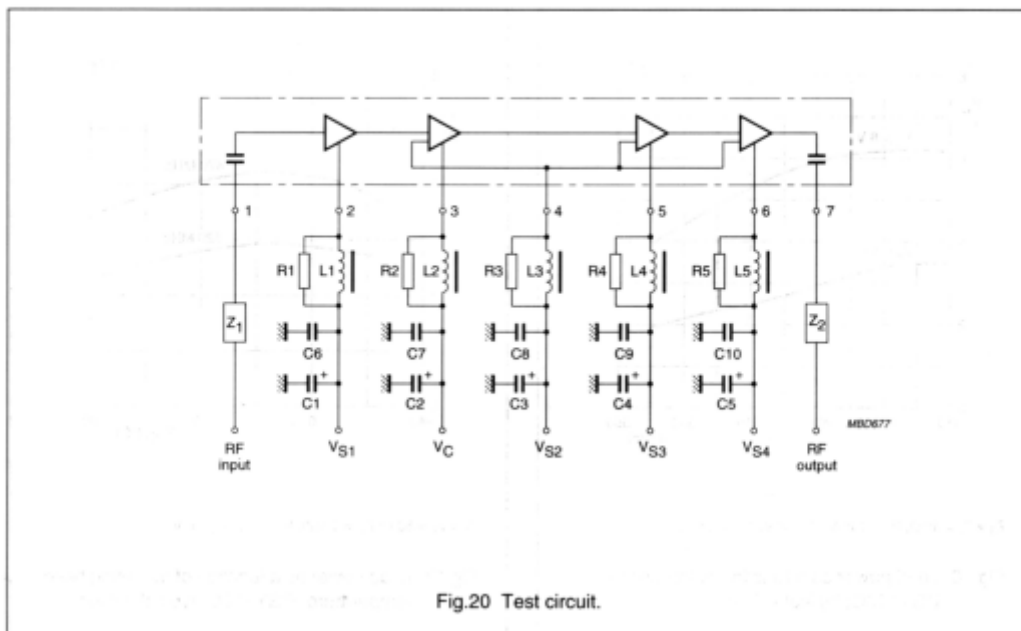 1 2 3 4 5 6 7
R1 L1 R2 L2 R3 L3 R4 L4 R5 L5
Z1 Z2
C6 C7 C8 C9 C10
+ + + + +
C1 C2 C3 C4 C5
MBD677
RF input VS1 VC VS2 VS3 VS4 RF output
Fig.20 Test circuit.